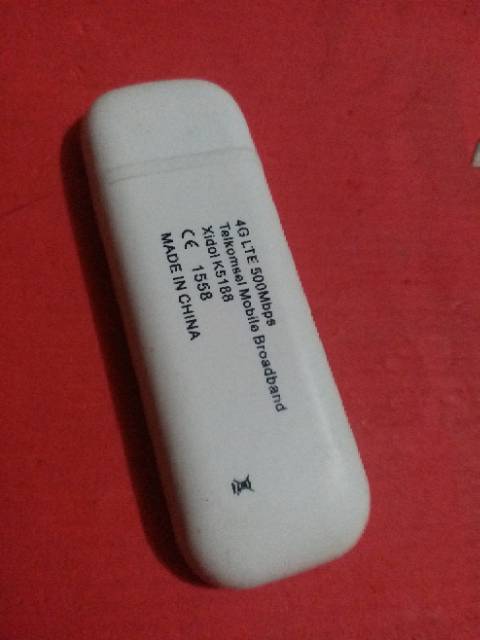 4G LTE 500Mbps
Telkomsel Mobile Broadband
Xidol K5188
CE 1558
MADE IN CHINA